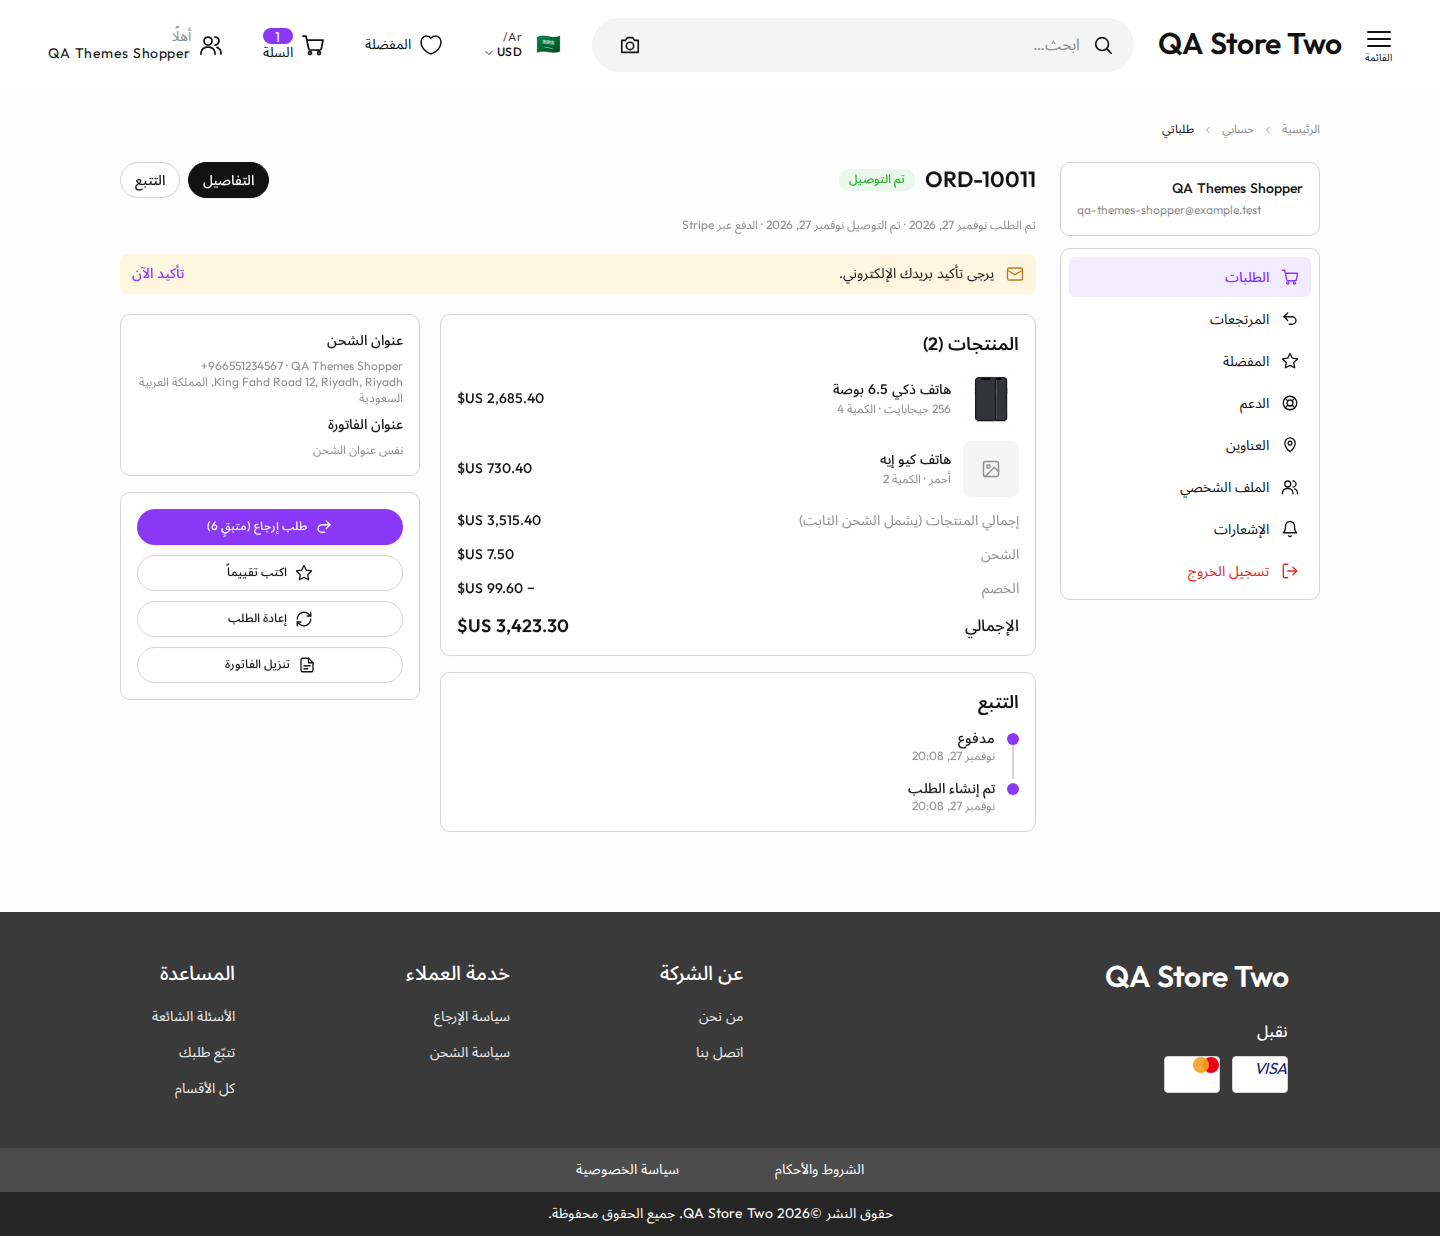 القائمة
QA Store Two
ابحث...
Ar/
USD
المفضلة
1
السلة
أهلًا
QA Themes Shopper
الرئيسية
حسابي
طلباتي
QA Themes Shopper
qa-themes-shopper@example.test
الطلبات
المرتجعات
المفضلة
الدعم
العناوين
الملف الشخصي
الإشعارات
تسجيل الخروج
ORD-10011
تم التوصيل
التفاصيل
التتبع
تم الطلب نوفمبر 27, 2026 · تم التوصيل نوفمبر 27, 2026 · الدفع عبر Stripe
يرجى تأكيد بريدك الإلكتروني.
تأكيد الآن
المنتجات (2)
هاتف ذكي 6.5 بوصة
256 جيجابايت · الكمية 4
$US 2,685.40
هاتف كيو إيه
أحمر · الكمية 2
$US 730.40
إجمالي المنتجات (يشمل الشحن الثابت)
$US 3,515.40
الشحن
$US 7.50
الخصم
$US 99.60 −
الإجمالي
$US 3,423.30
التتبع
مدفوع
نوفمبر 27, 20:08
تم إنشاء الطلب
نوفمبر 27, 20:08
عنوان الشحن
QA Themes Shopper · 966551234567+
King Fahd Road 12, Riyadh, Riyadh, المملكة العربية
السعودية
عنوان الفاتورة
نفس عنوان الشحن
طلب إرجاع (متبقٍ 6)
اكتب تقييماً
إعادة الطلب
تنزيل الفاتورة
QA Store Two
نقبل
VISA
عن الشركة
من نحن
اتصل بنا
خدمة العملاء
سياسة الإرجاع
سياسة الشحن
المساعدة
الأسئلة الشائعة
تتبّع طلبك
كل الأقسام
الشروط والأحكام
سياسة الخصوصية
حقوق النشر ©2026 QA Store Two. جميع الحقوق محفوظة.